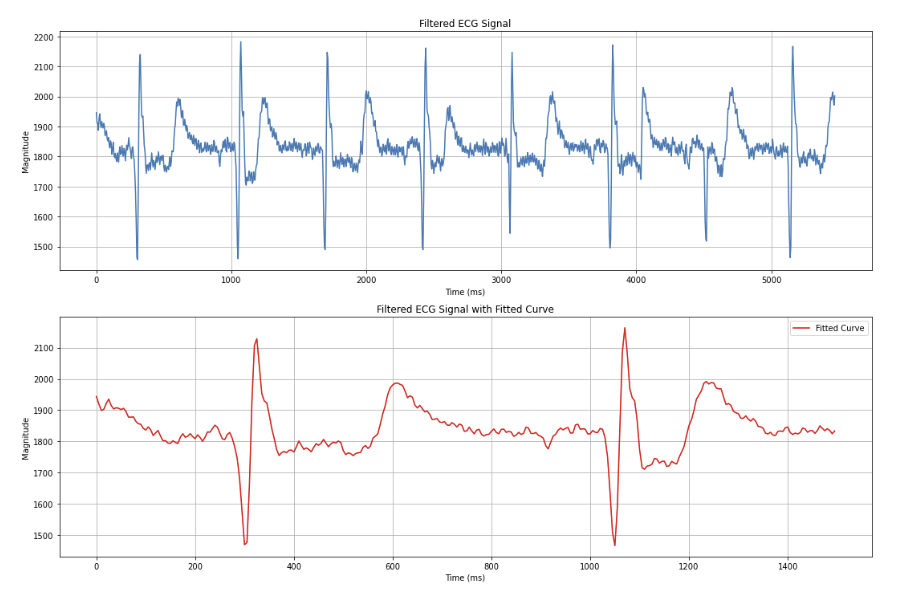 Filtered ECG Signal
2200
2100
2000
1900
1800
1700
1600
1500
Magnitude
0 1000 2000 3000 4000 5000
Time (ms)
Filtered ECG Signal with Fitted Curve
Fitted Curve
2100
2000
1900
1800
1700
1600
1500
Magnitude
0 200 400 600 800 1000 1200 1400
Time (ms)